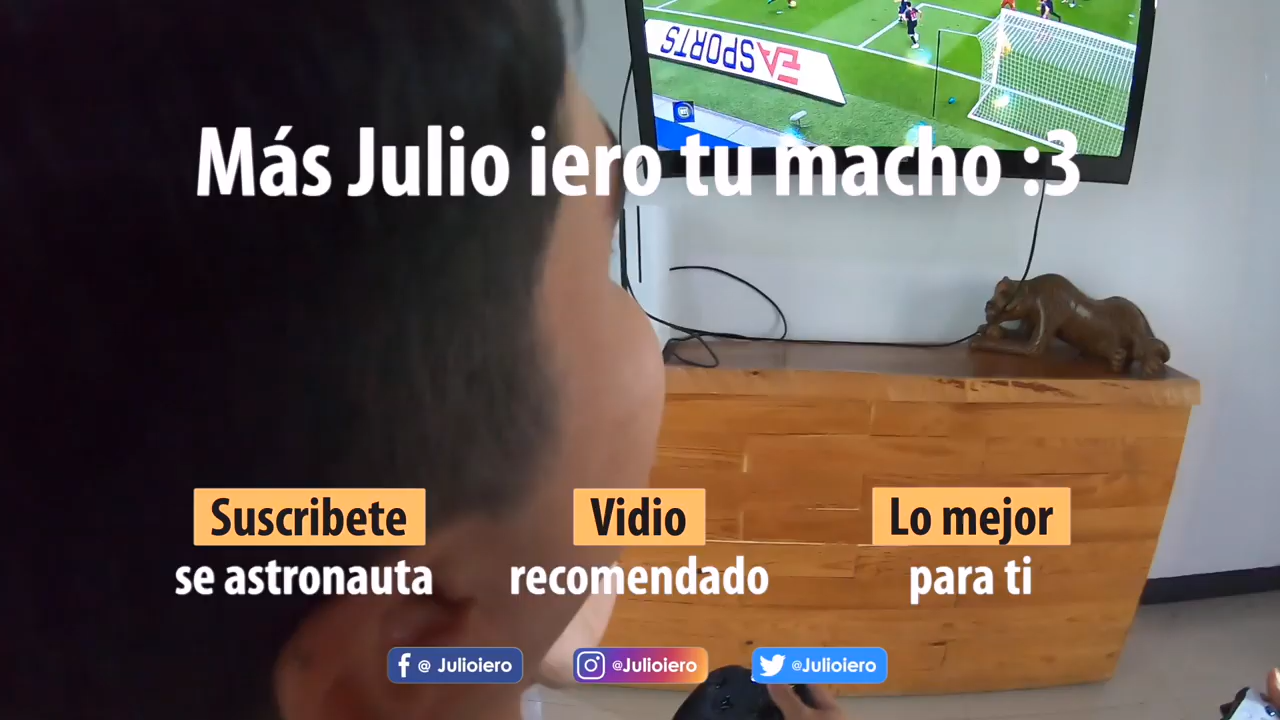 EA SPORTS
Más Julio iero tu macho :3
Suscribete
se astronauta
Vidio
recomendado
Lo mejor
para ti
@ Julioiero
@Julioiero
@Julioiero